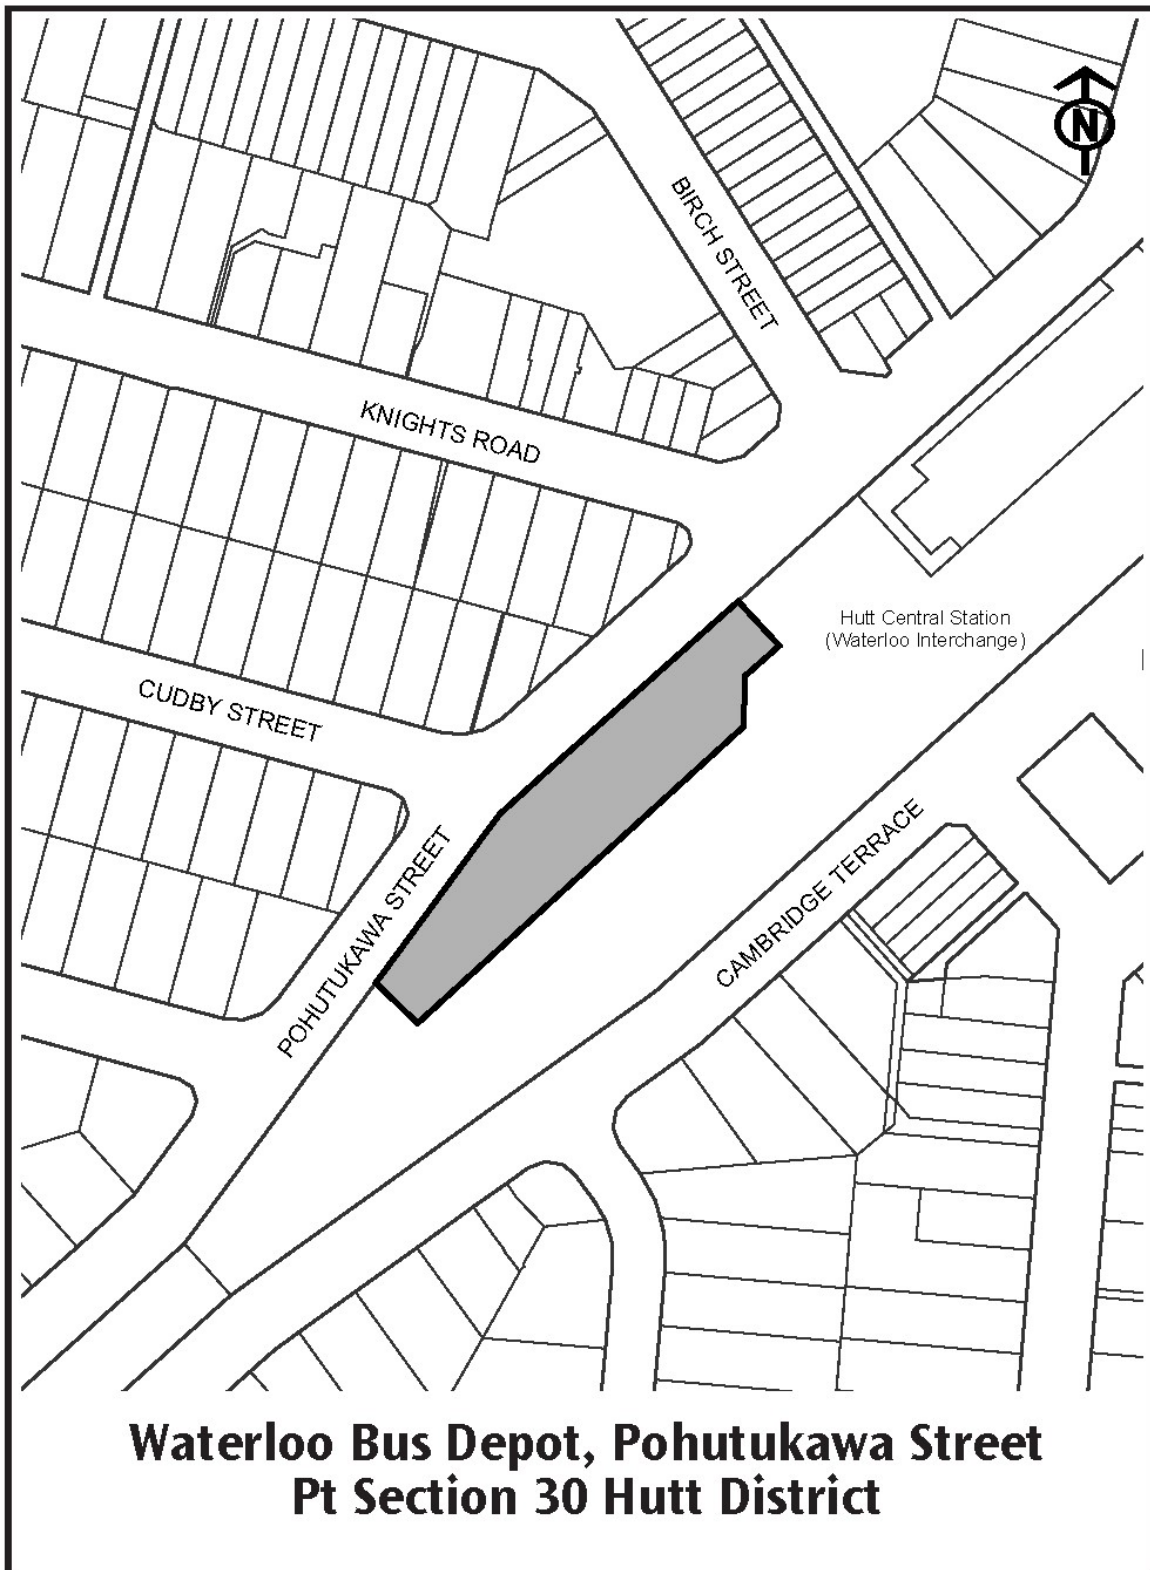 N
BIRCH STREET
KNIGHTS ROAD
Hutt Central Station
(Waterloo Interchange)
CUDBY STREET
CAMBRIDGE TERRACE
POHUTUKAWA STREET
Waterloo Bus Depot, Pohutukawa Street
Pt Section 30 Hutt District